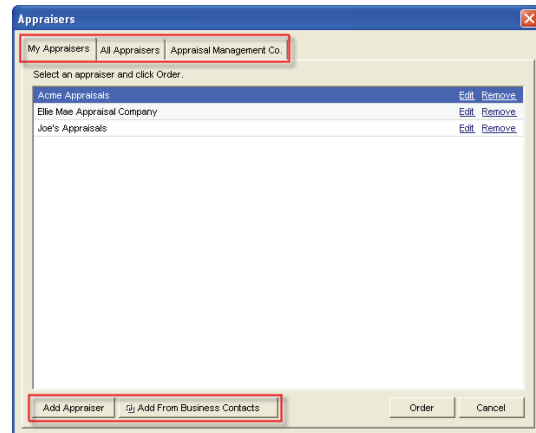 Appraisers
My Appraisers All Appraisers Appraisal Management Co.
Select an appraiser and click Order.
Acme Appraisals Edit Remove
Ellie Mae Appraisal Company Edit Remove
Joe's Appraisals Edit Remove
Add Appraiser Add From Business Contacts Order Cancel